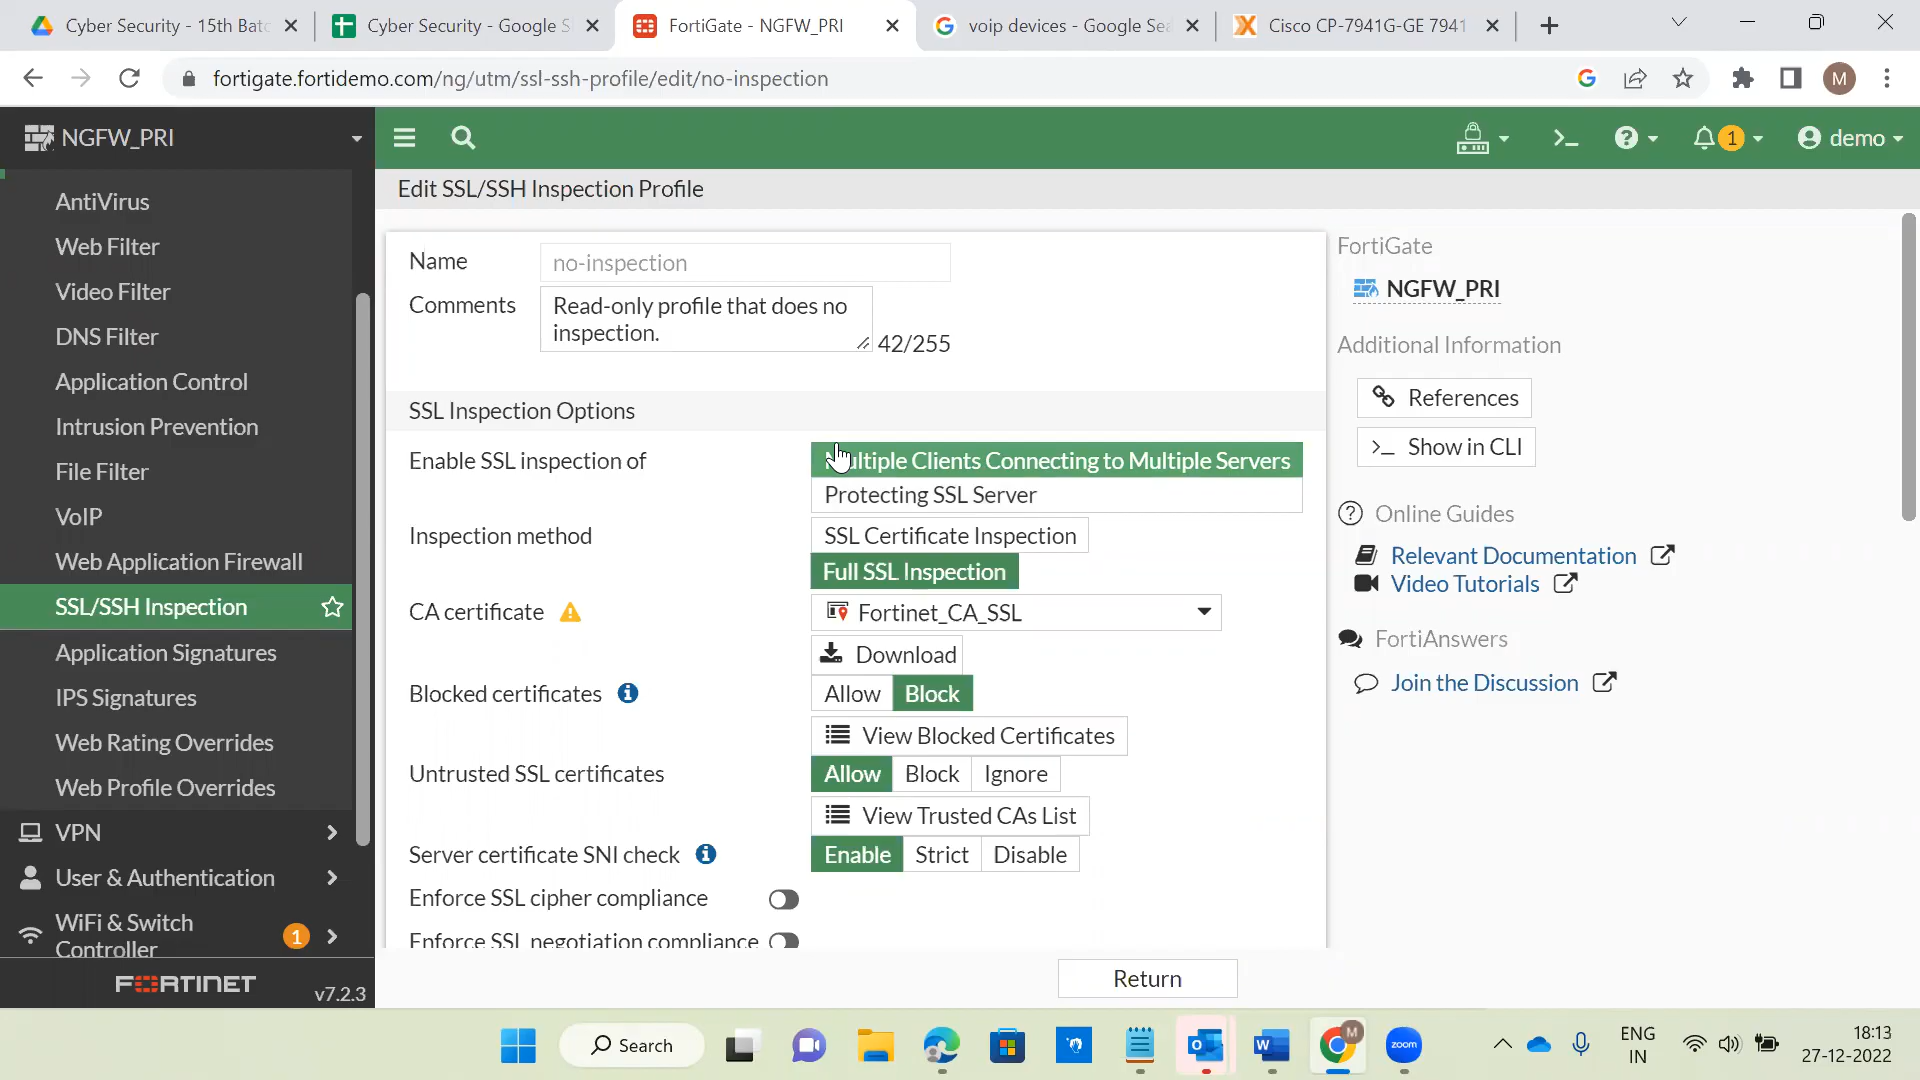 Cyber Security - 15th Batc
Cyber Security - Google S
FortiGate - NGFW_PRI
voip devices - Google Sea
Cisco CP-7941G-GE 7941
fortigate.fortidemo.com/ng/utm/ssl-ssh-profile/edit/no-inspection
M
NGFW_PRI
1
demo
AntiVirus
Web Filter
Video Filter
DNS Filter
Application Control
Intrusion Prevention
File Filter
VoIP
Web Application Firewall
SSL/SSH Inspection
Application Signatures
IPS Signatures
Web Rating Overrides
Web Profile Overrides
VPN
User & Authentication
WiFi & Switch
Controller
1
FORTINET
v7.2.3
Edit SSL/SSH Inspection Profile
Name
no-inspection
Comments
Read-only profile that does no
inspection.
42/255
SSL Inspection Options
Enable SSL inspection of
Multiple Clients Connecting to Multiple Servers
Protecting SSL Server
Inspection method
SSL Certificate Inspection
Full SSL Inspection
CA certificate
Fortinet_CA_SSL
Download
Blocked certificates
Allow Block
View Blocked Certificates
Untrusted SSL certificates
Allow Block Ignore
View Trusted CAs List
Server certificate SNI check
Enable Strict Disable
Enforce SSL cipher compliance
Enforce SSL negotiation compliance
Return
FortiGate
NGFW_PRI
Additional Information
References
Show in CLI
Online Guides
Relevant Documentation
Video Tutorials
FortiAnswers
Join the Discussion
Search
M
zoom
ENG
IN
18:13
27-12-2022